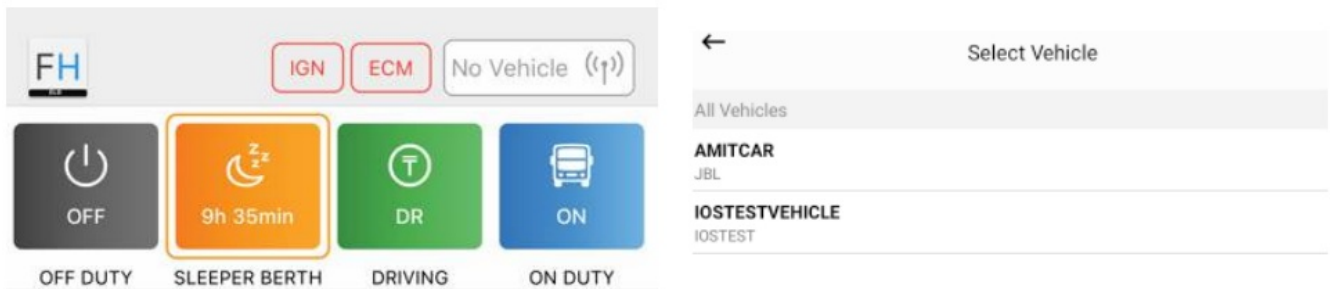 FH
IGN
ECM
No Vehicle
OFF
9h 35min
DR
ON
OFF DUTY
SLEEPER BERTH
DRIVING
ON DUTY
Select Vehicle
All Vehicles
AMITCAR
JBL
IOSTESTVEHICLE
IOSTEST